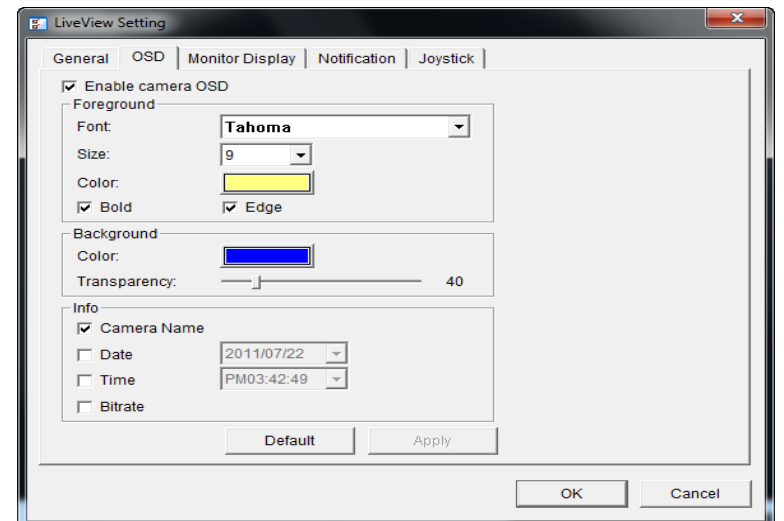 LiveView Setting
General OSD Monitor Display Notification Joystick
Enable camera OSD
Foreground
Font: Tahoma
Size: 9
Color:
Bold Edge
Background
Color:
Transparency: 40
Info
Camera Name
Date 2011/07/22
Time PM03:42:49
Bitrate
Default Apply
OK Cancel